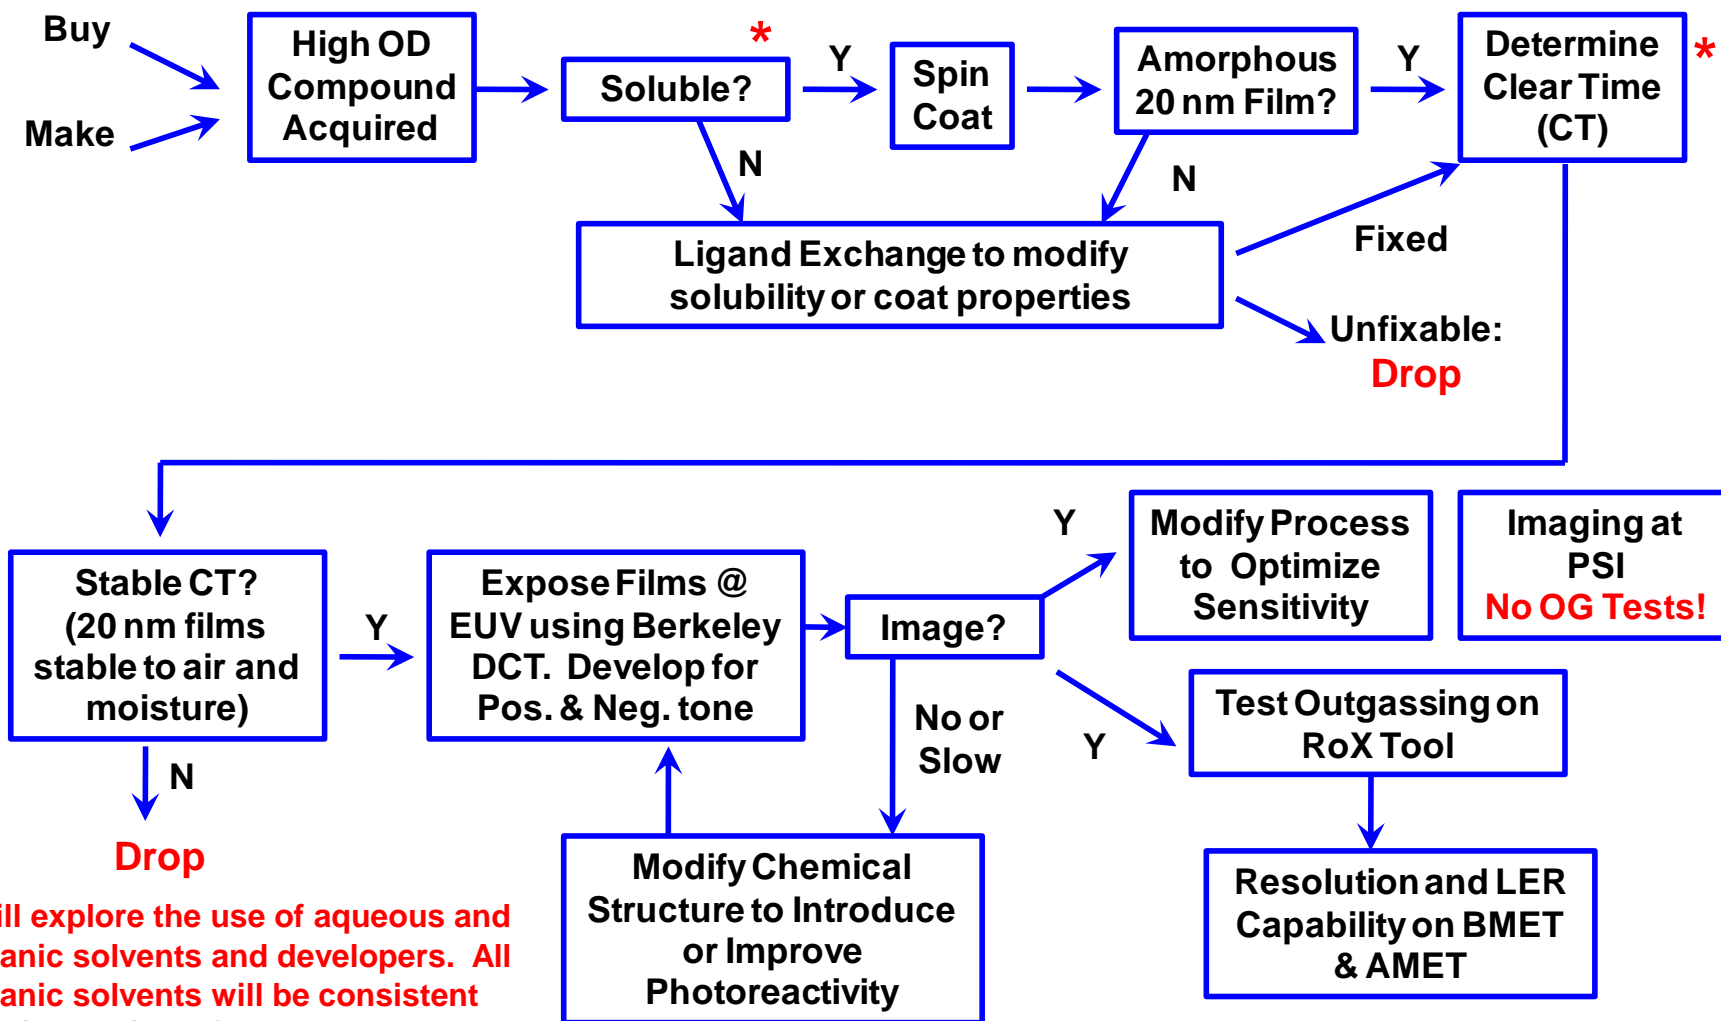 Buy
Make
High OD
Compound
Acquired
*
Soluble?
Y
N
Spin
Coat
Amorphous
20 nm Film?
Y
N
Determine
Clear Time
(CT)
*
Ligand Exchange to modify
solubility or coat properties
Fixed
Unfixable:
Drop
Stable CT?
(20 nm films
stable to air and
moisture)
Y
N
Drop
Expose Films @
EUV using Berkeley
DCT. Develop for
Pos. & Neg. tone
Image?
Y
Modify Process
to Optimize
Sensitivity
Imaging at
PSI
No OG Tests!
No or
Slow
Y
Test Outgassing on
RoX Tool
Modify Chemical
Structure to Introduce
or Improve
Photoreactivity
Resolution and LER
Capability on BMET
& AMET
ill explore the use of aqueous and
anic solvents and developers. All
anic solvents will be consistent